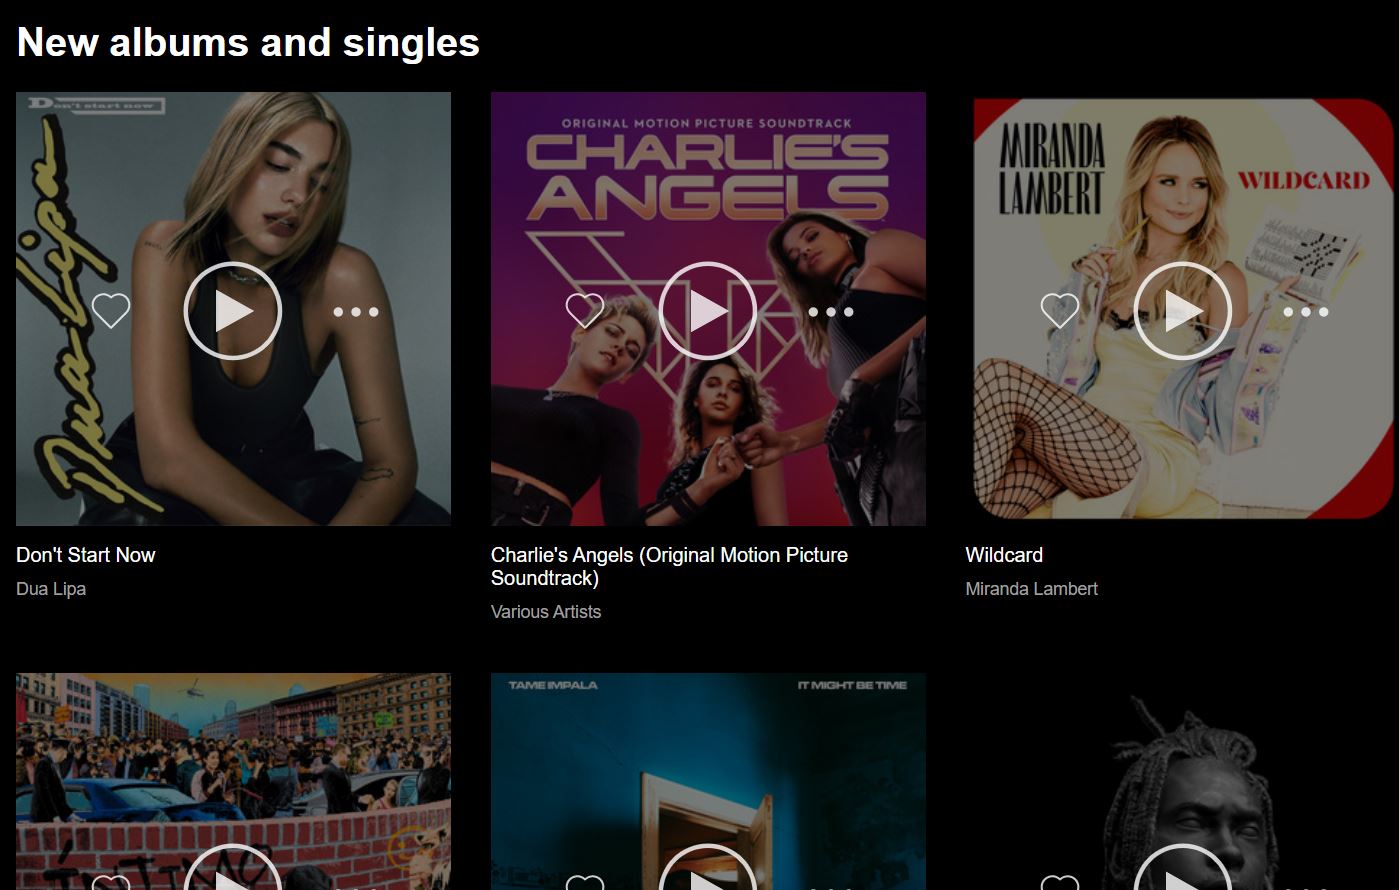 New albums and singles
Don't start now
Dua Lipa
ORIGINAL MOTION PICTURE SOUNDTRACK
CHARLIE'S
ANGELS
MIRANDA
LAMBERT
WILDCARD
Don't Start Now
Dua Lipa
Charlie's Angels (Original Motion Picture
Soundtrack)
Various Artists
Wildcard
Miranda Lambert
TAME IMPALA
IT MIGHT BE TIME